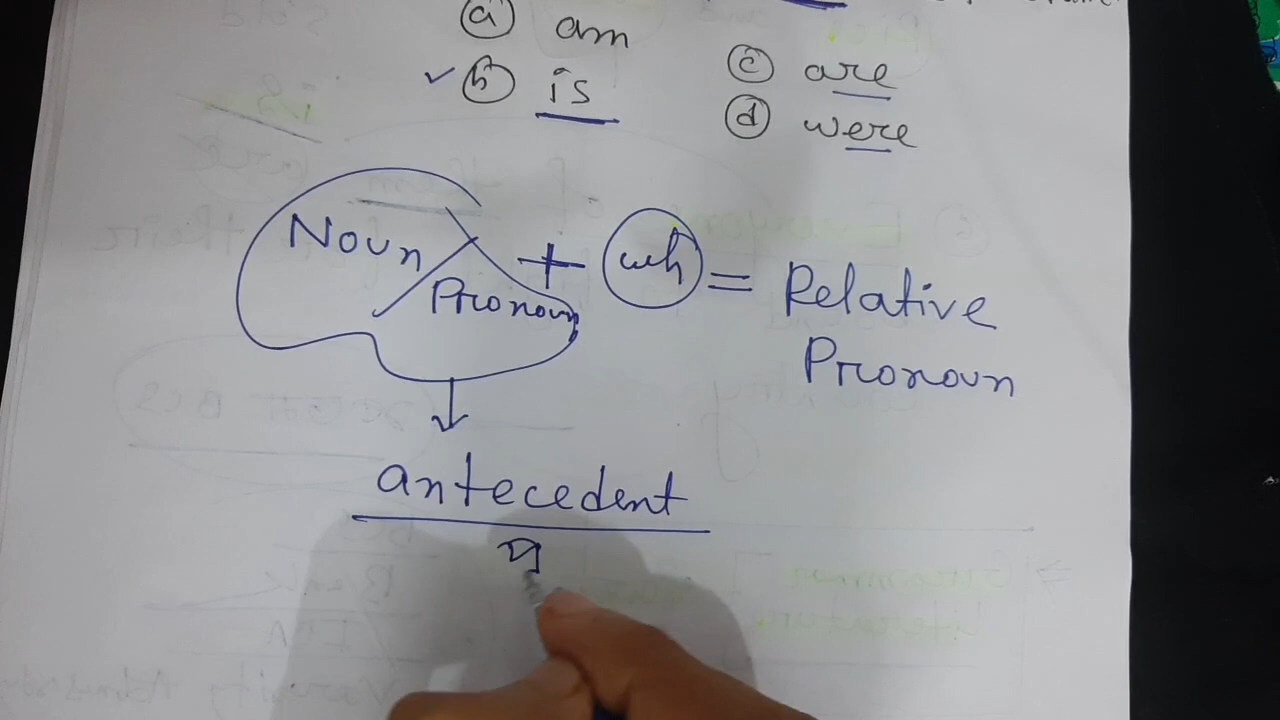 ⓐ am
✓ ⓑ is
ⓒ are
ⓓ were
Noun / Pronoun + wh = Relative Pronoun
antecedent